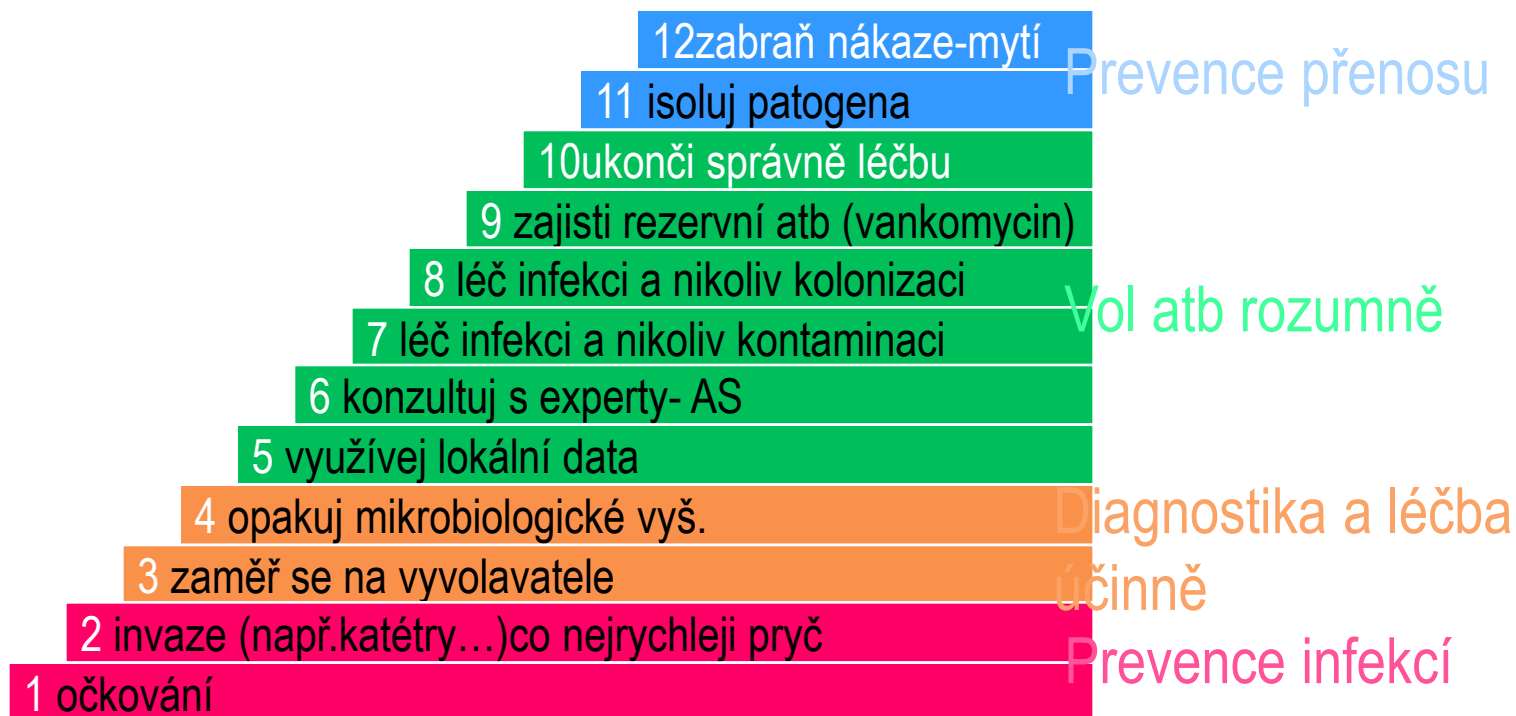 12zabraň nákaze-mytí
Prevence přenosu
11 isoluj patogena
10ukonči správně léčbu
9 zajisti rezervní atb (vankomycin)
8 léč infekci a nikoliv kolonizaci
Vol atb rozumně
7 léč infekci a nikoliv kontaminaci
6 konzultuj s experty- AS
5 využívej lokální data
4 opakuj mikrobiologické vyš.
Diagnostika a léčba
účinně
3 zaměř se na vyvolavatele
2 invaze (např.katétry…)co nejrychleji pryč
Prevence infekcí
1 očkování